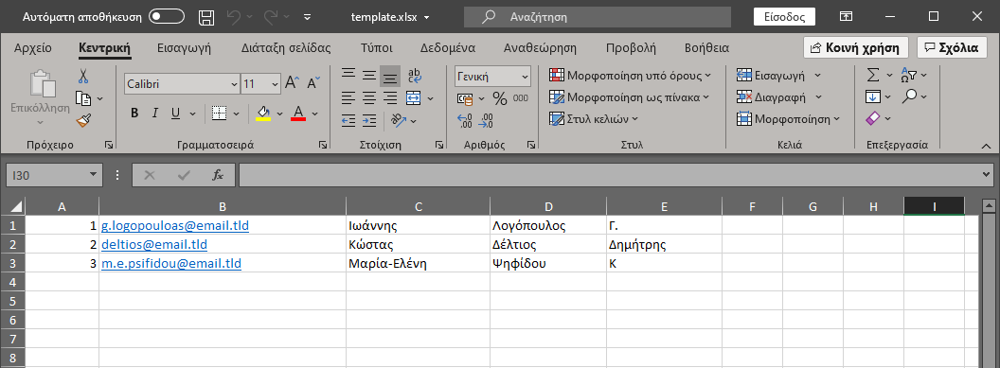 Αυτόματη αποθήκευση template.xlsx Αναζήτηση Είσοδος
Αρχείο Κεντρική Εισαγωγή Διάταξη σελίδας Τύποι Δεδομένα Αναθεώρηση Προβολή Βοήθεια Κοινή χρήση Σχόλια
Επικόλληση Calibri 11 A A ab c Γενική Μορφοποίηση υπό όρους Εισαγωγή
B I U A % 000 Μορφοποίηση ως πίνακα Διαγραφή
Στυλ κελιών Μορφοποίηση
Πρόχειρο Γραμματοσειρά Στοίχιση Αριθμός Στυλ Κελιά Επεξεργασία
I30 fx
A B C D E F G H I
1 1 g.logopouloas@email.tld Ιωάννης Λογόπουλος Γ.
2 2 deltios@email.tld Κώστας Δέλτιος Δημήτρης
3 3 m.e.psifidou@email.tld Μαρία-Ελένη Ψηφίδου Κ
4
5
6
7
8